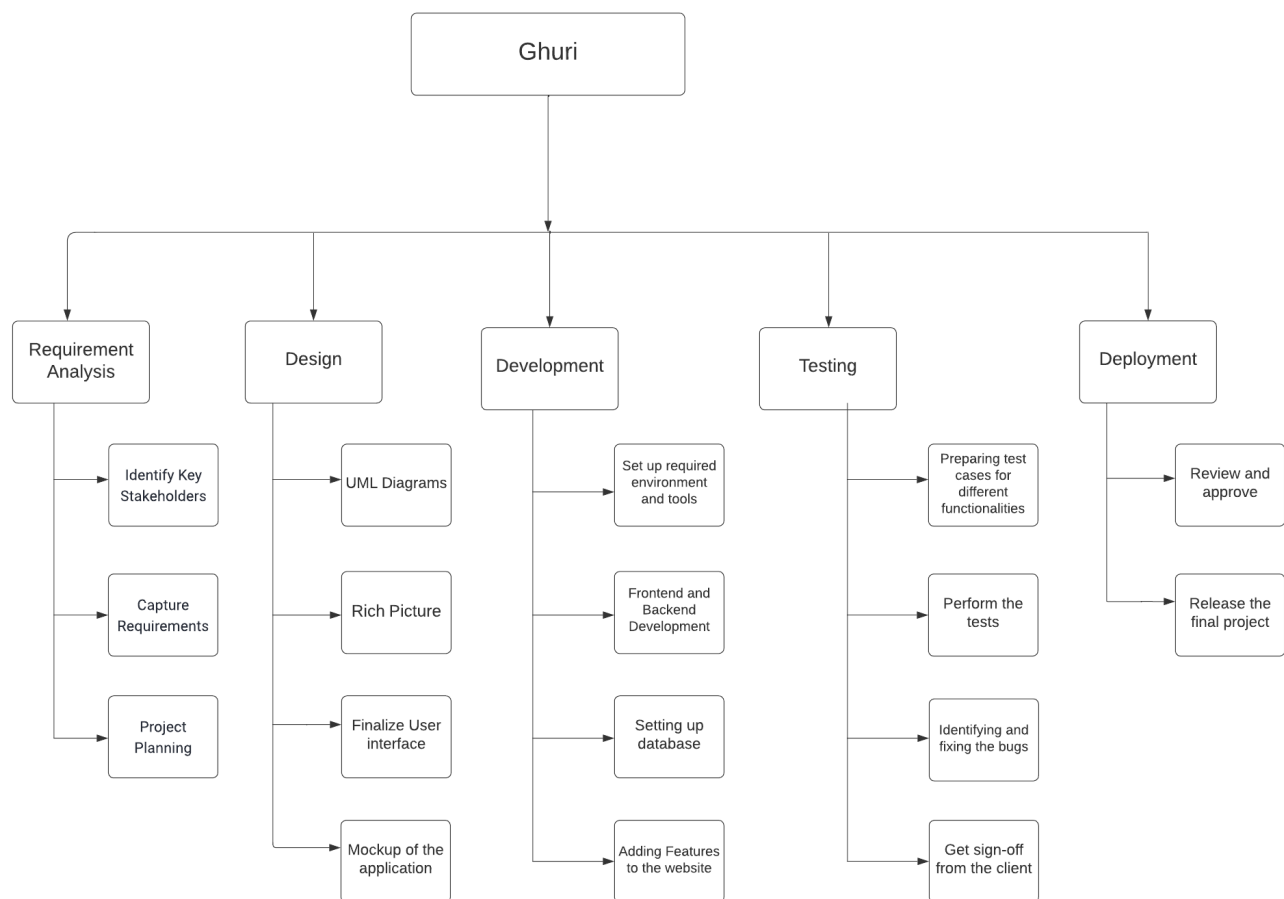 Ghuri
Requirement
Analysis
Design
Development
Testing
Deployment
Identify Key
Stakeholders
Capture
Requirements
Project
Planning
UML Diagrams
Rich Picture
Finalize User
interface
Mockup of the
application
Set up required
environment
and tools
Frontend and
Backend
Development
Setting up
database
Adding Features
to the website
Preparing test
cases for
different
functionalities
Perform the
tests
Identifying and
fixing the bugs
Get sign-off
from the client
Review and
approve
Release the
final project